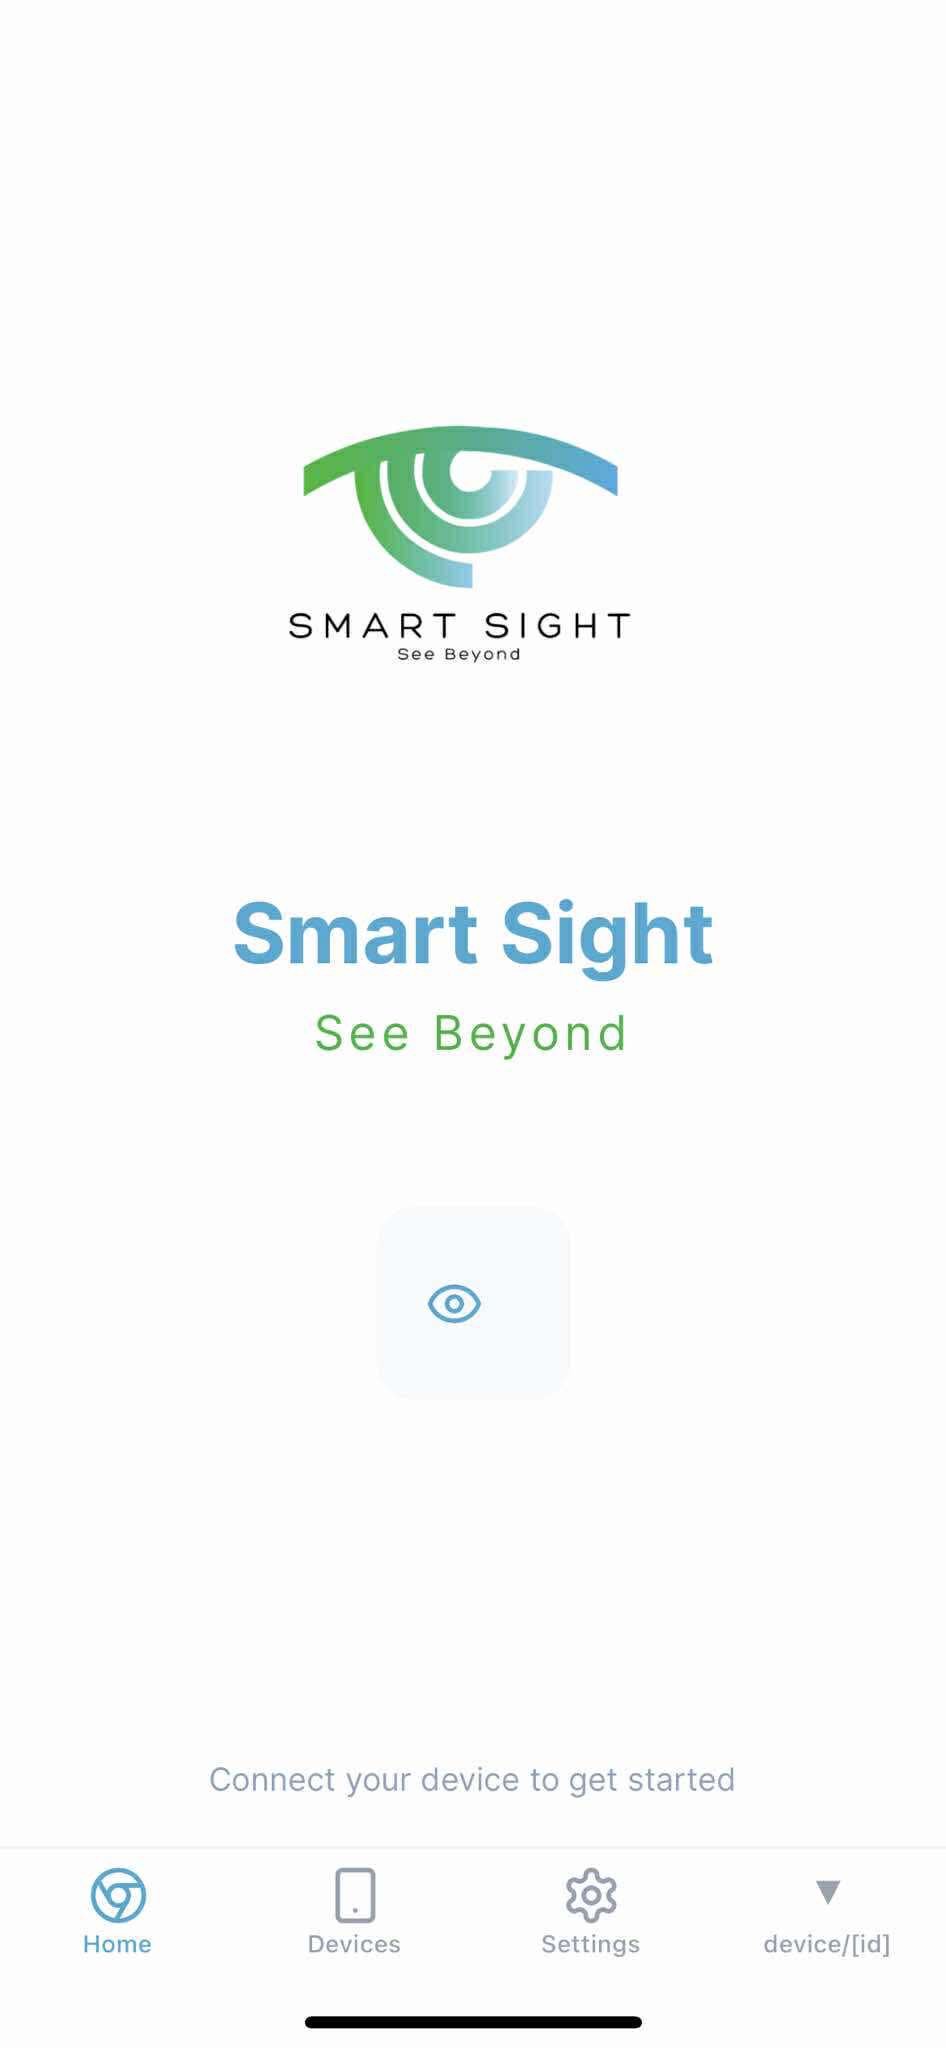 SMART SIGHT
See Beyond
Smart Sight
See Beyond
Connect your device to get started
Home
Devices
Settings
device/[id]